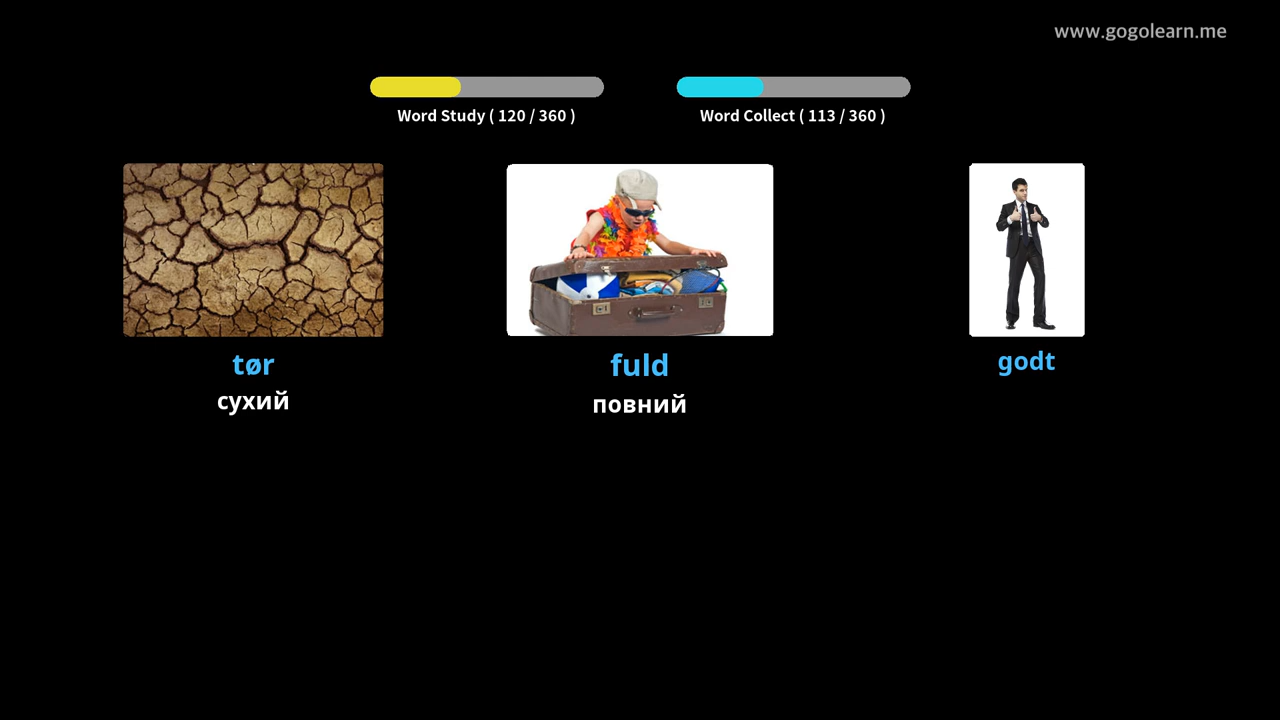 www.gogolearn.me
Word Study ( 120 / 360 )
Word Collect ( 113 / 360 )
tør
сухий
fuld
повний
godt